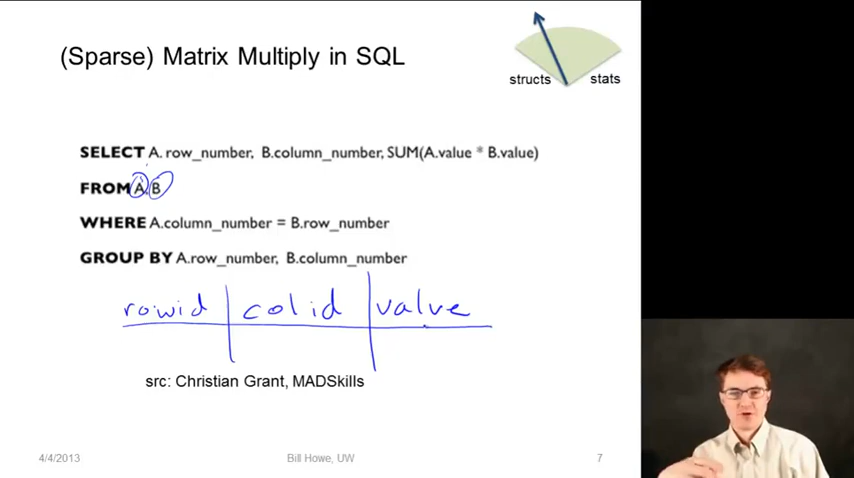 (Sparse) Matrix Multiply in SQL
structs stats
SELECT A. row_number, B.column_number, SUM(A.value * B.value)
FROM A, B
WHERE A.column_number = B.row_number
GROUP BY A.row_number, B.column_number
rowid colid value
src: Christian Grant, MADSkills
4/4/2013 Bill Howe, UW 7